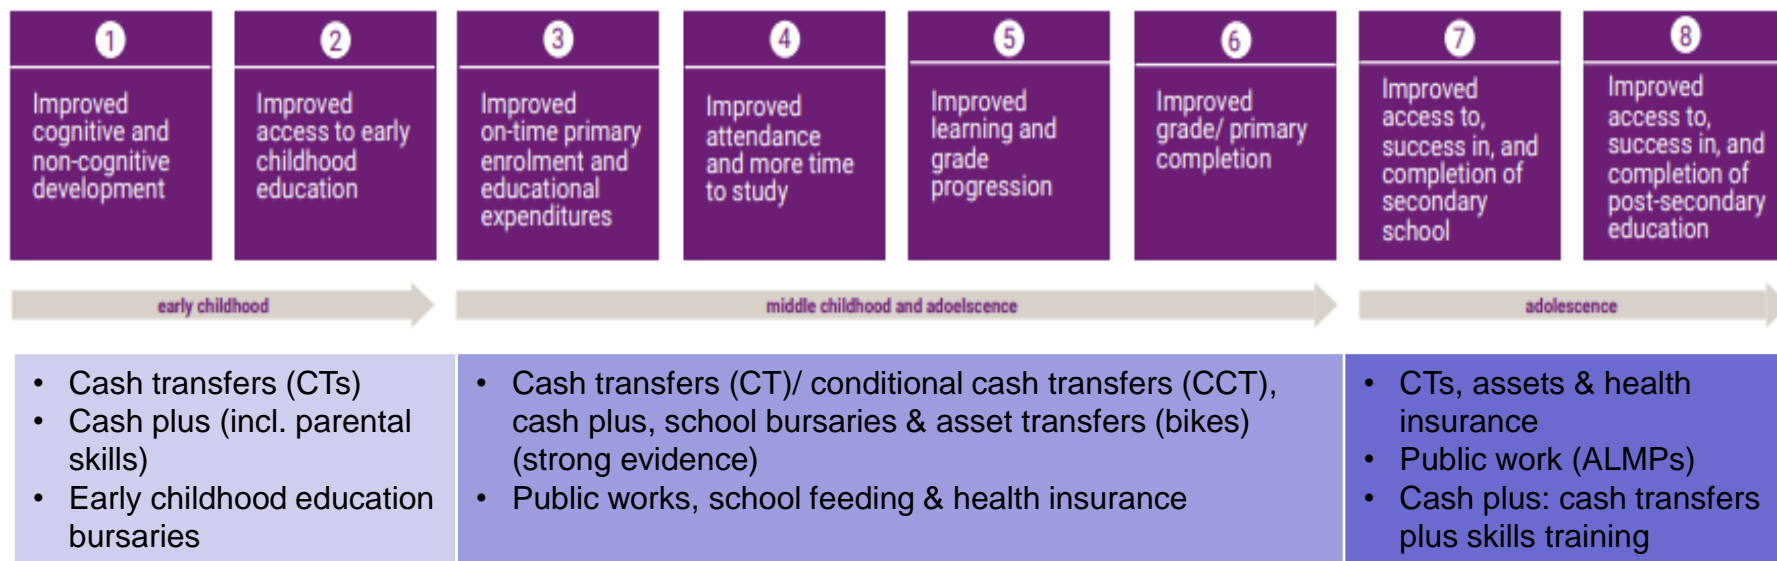 1
Improved
cognitive and
non-cognitive
development
2
Improved
access to early
childhood
education
3
Improved
on-time primary
enrolment and
educational
expenditures
4
Improved
attendance
and more time
to study
5
Improved
learning and
grade
progression
6
Improved
grade/ primary
completion
7
Improved
access to,
success in, and
completion of
secondary
school
8
Improved
access to,
success in, and
completion of
post-secondary
education
early childhood
middle childhood and adoelscence
adolescence
• Cash transfers (CTs)
• Cash plus (incl. parental
skills)
• Early childhood education
bursaries
• Cash transfers (CT)/ conditional cash transfers (CCT),
cash plus, school bursaries & asset transfers (bikes)
(strong evidence)
• Public works, school feeding & health insurance
• CTs, assets & health
insurance
• Public work (ALMPs)
• Cash plus: cash transfers
plus skills training